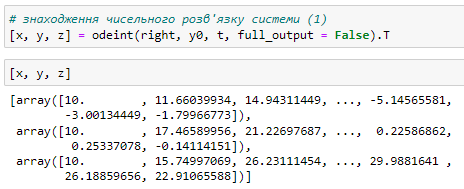 # знаходження чисельного розв'язку системи (1)
[x, y, z] = odeint(right, y0, t, full_output = False).T
[x, y, z]
[array([10.        , 11.66039934, 14.94311449, ..., -5.14565581,
        -3.00134449, -1.79966773]),
 array([10.        , 17.46589956, 21.22697687, ...,  0.22586862,
         0.25337078, -0.14114151]),
 array([10.        , 15.74997069, 26.23111454, ..., 29.9881641 ,
        26.18859656, 22.91065588])]